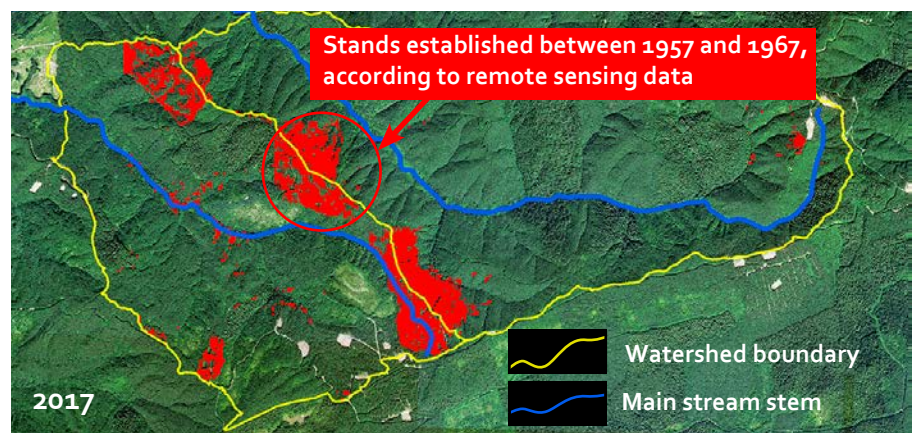 Stands established between 1957 and 1967,
according to remote sensing data
Watershed boundary
Main stream stem
2017